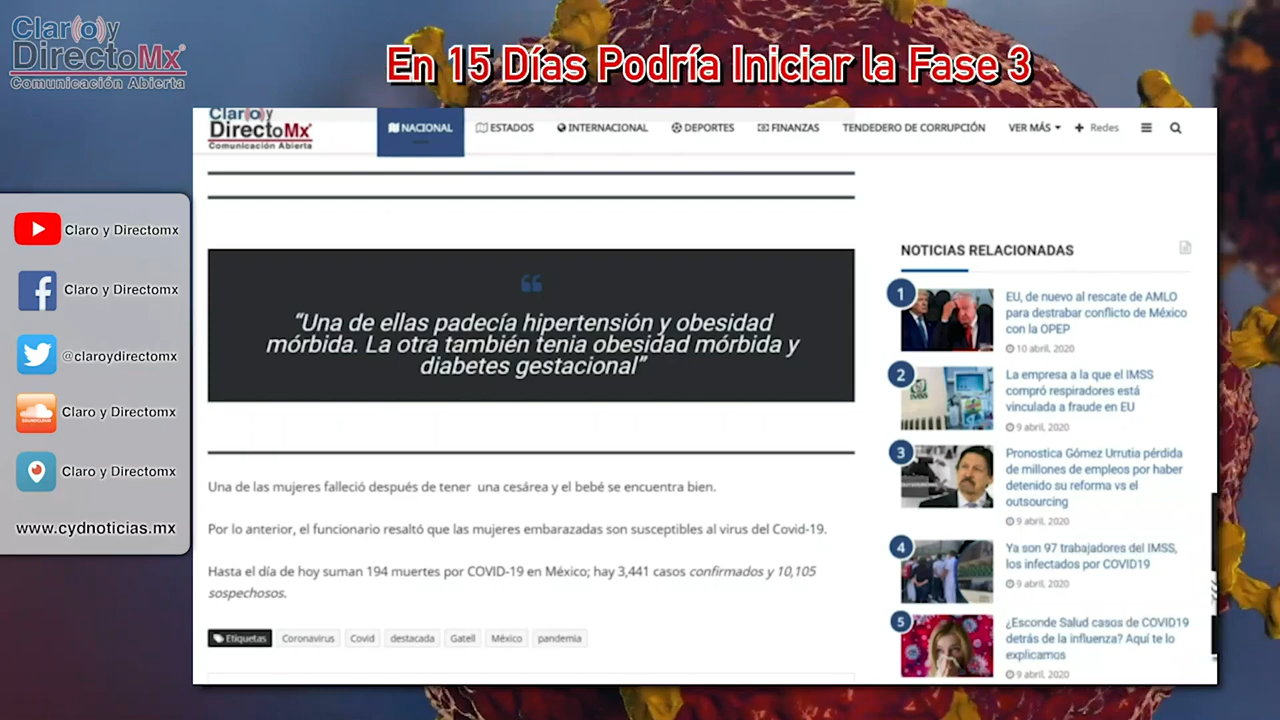 Claro y
DirectoMx
Comunicación Abierta
En 15 Días Podría Iniciar la Fase 3
Claro y
DirectoMx
Comunicación Abierta
NACIONAL
ESTADOS
INTERNACIONAL
DEPORTES
FINANZAS
TENDEDERO DE CORRUPCIÓN
VER MÁS
Redes
Claro y Directomx
Claro y Directomx
@claroydirectomx
Claro y Directomx
Claro y Directomx
www.cydnoticias.mx
“Una de ellas padecía hipertensión y obesidad
mórbida. La otra también tenia obesidad mórbida y
diabetes gestacional”
Una de las mujeres falleció después de tener una cesárea y el bebé se encuentra bien.
Por lo anterior, el funcionario resaltó que las mujeres embarazadas son susceptibles al virus del Covid-19.
Hasta el día de hoy suman 194 muertes por COVID-19 en México; hay 3,441 casos confirmados y 10,105
sospechosos.
Etiquetas
Coronavirus
Covid
destacada
Gatell
México
pandemia
NOTICIAS RELACIONADAS
1
EU, de nuevo al rescate de AMLO
para destrabar conflicto de México
con la OPEP
10 abril, 2020
2
IMSS
La empresa a la que el IMSS
compró respiradores está
vinculada a fraude en EU
9 abril, 2020
3
Pronostica Gómez Urrutia pérdida
de millones de empleos por haber
detenido su reforma vs el
outsourcing
9 abril, 2020
4
Ya son 97 trabajadores del IMSS,
los infectados por COVID19
9 abril, 2020
5
¿Esconde Salud casos de COVID19
detrás de la influenza? Aquí te lo
explicamos
9 abril, 2020